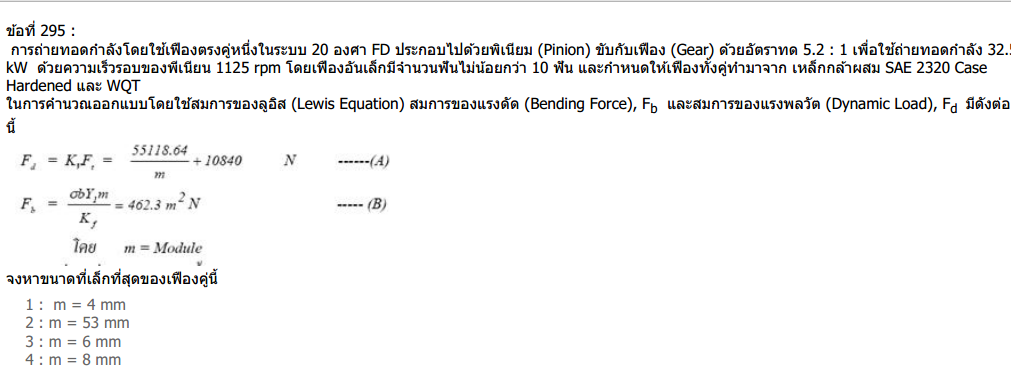 ข้อที่ 295 :
การถ่ายทอดกำลังโดยใช้เฟืองตรงคู่หนึ่งในระบบ 20 องศา FD ประกอบไปด้วยพิเนียม (Pinion) ขับกับเฟือง (Gear) ด้วยอัตราทด 5.2 : 1 เพื่อใช้ถ่ายทอดกำลัง 32.
kW ด้วยความเร็วรอบของพีเนียน 1125 rpm โดยเฟืองอันเล็กมีจำนวนฟันไม่น้อยกว่า 10 ฟัน และกำหนดให้เฟืองทั้งคู่ทำมาจาก เหล็กกล้าผสม SAE 2320 Case
Hardened และ WQT
ในการคำนวณออกแบบโดยใช้สมการของลูอิส (Lewis Equation) สมการของแรงดัด (Bending Force), Fb และสมการของแรงพลวัต (Dynamic Load), Fd มีดังต่อ
นี้
F_d = K_t F_t = 55118.64 / m + 10840 N ------(A)
F_b = σbY_j m / K_f = 462.3 m² N ----- (B)
โดย m = Module
จงหาขนาดที่เล็กที่สุดของเฟืองคู่นี้
1 : m = 4 mm
2 : m = 53 mm
3 : m = 6 mm
4 : m = 8 mm